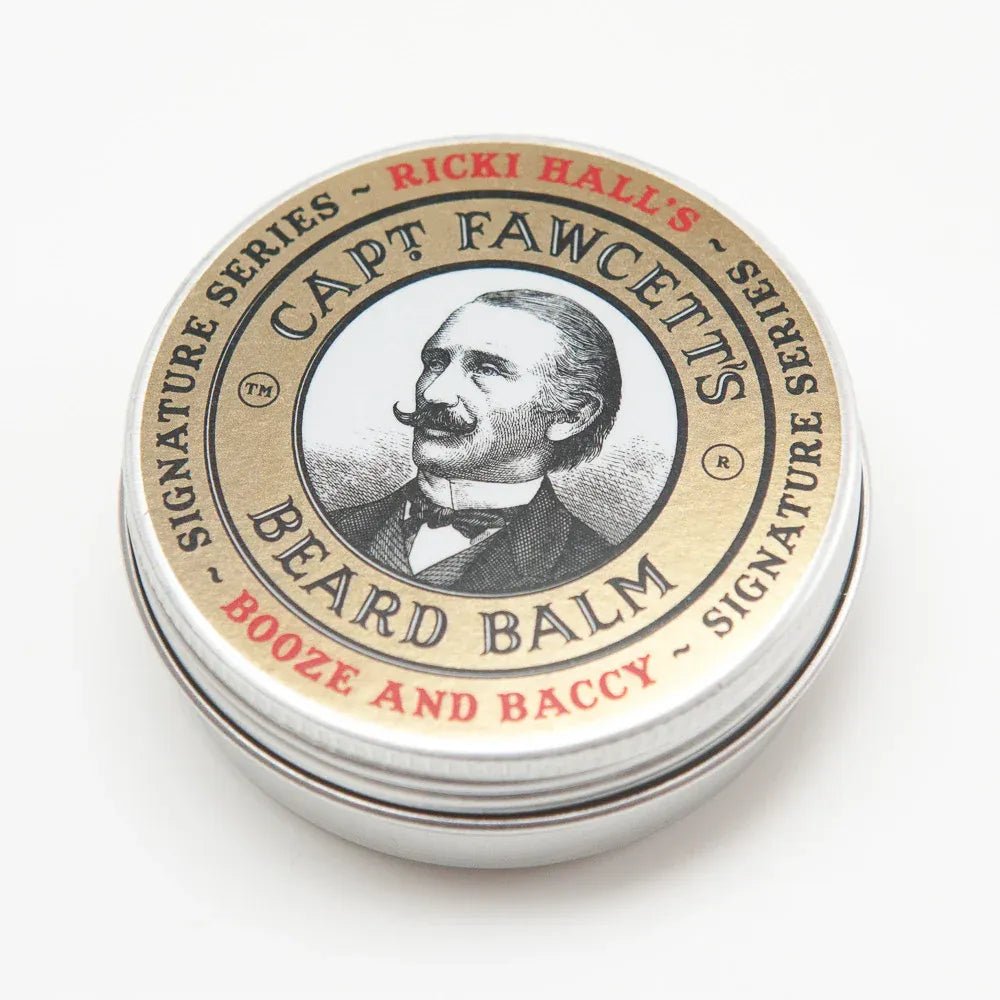 ~ RICKI HALL'S ~
SIGNATURE SERIES
SIGNATURE SERIES
CAPT. FAWCETT'S
TM
R
BEARD BALM
~ BOOZE AND BACCY ~